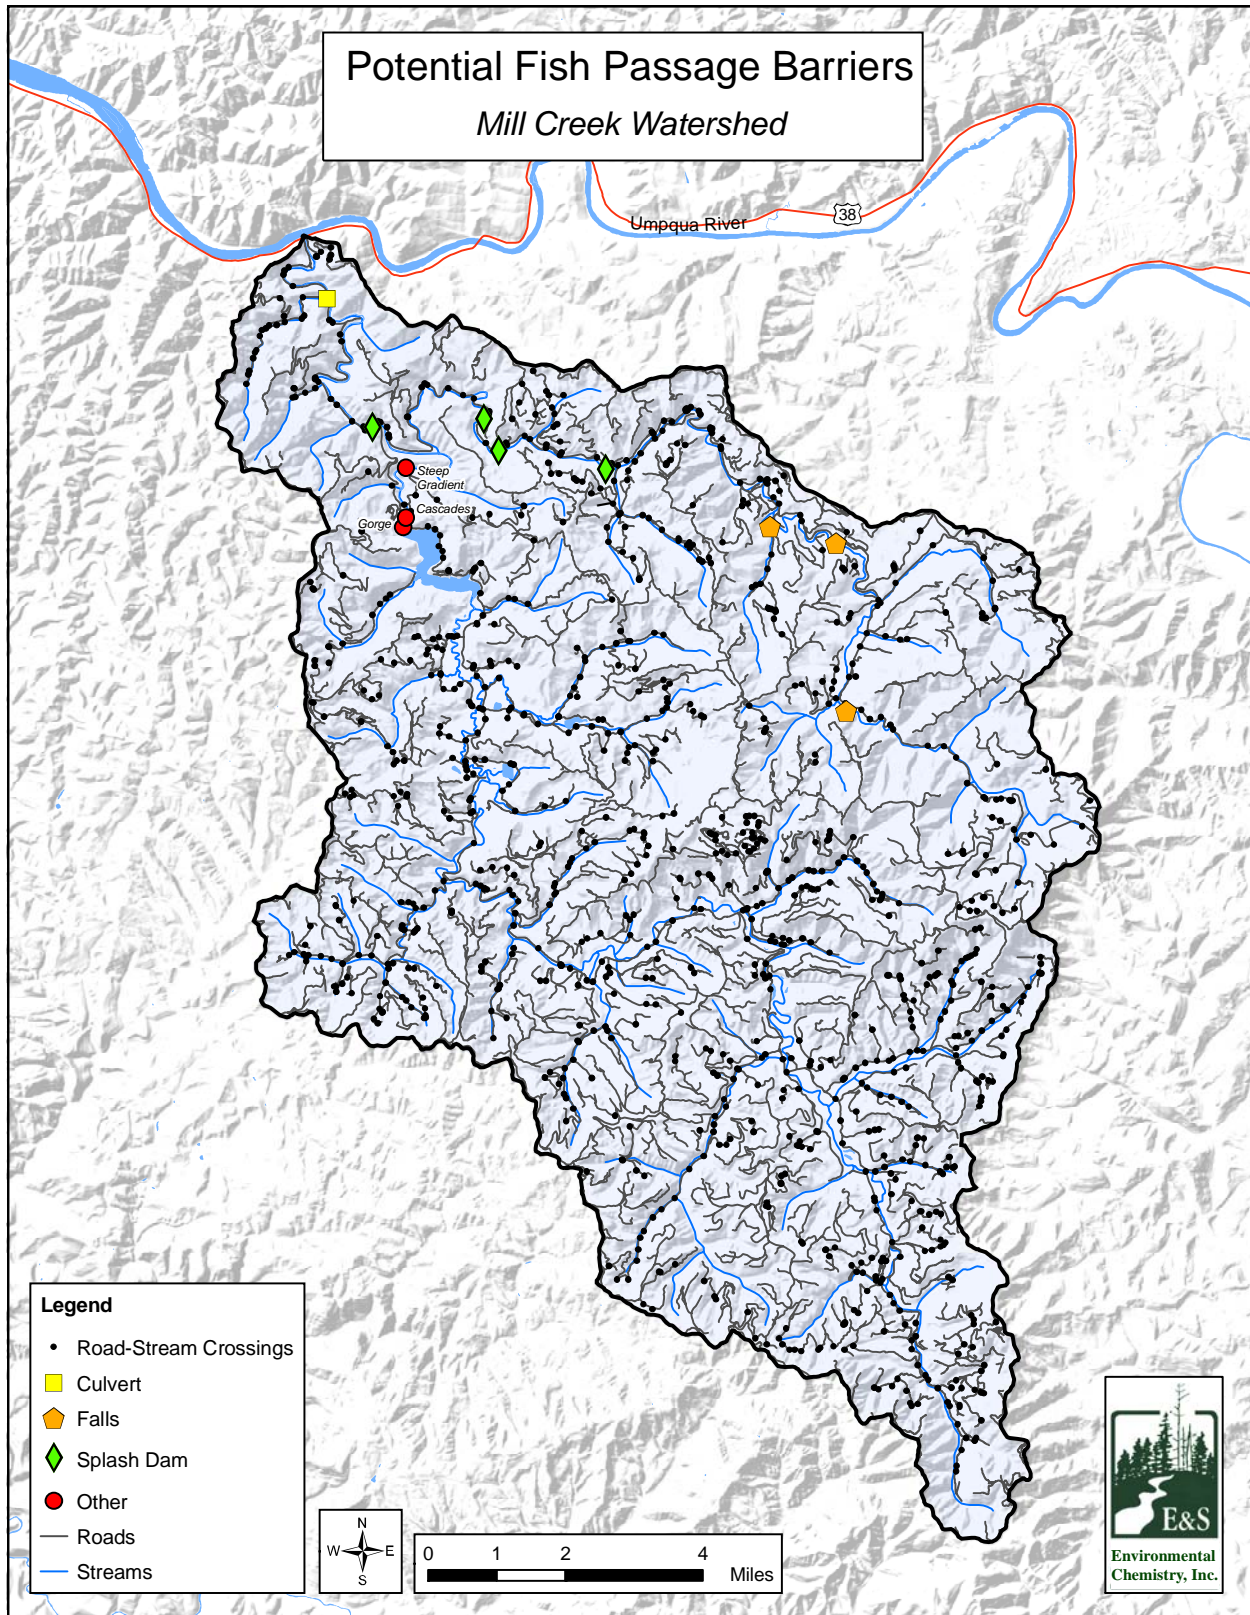 Potential Fish Passage Barriers
Mill Creek Watershed
Umpqua River
38
Steep
Gradient
Cascades
Gorge
Legend
Road-Stream Crossings
Culvert
Falls
Splash Dam
Other
Roads
Streams
N
W E
S
0 1 2 4
Miles
E&S
Environmental
Chemistry, Inc.